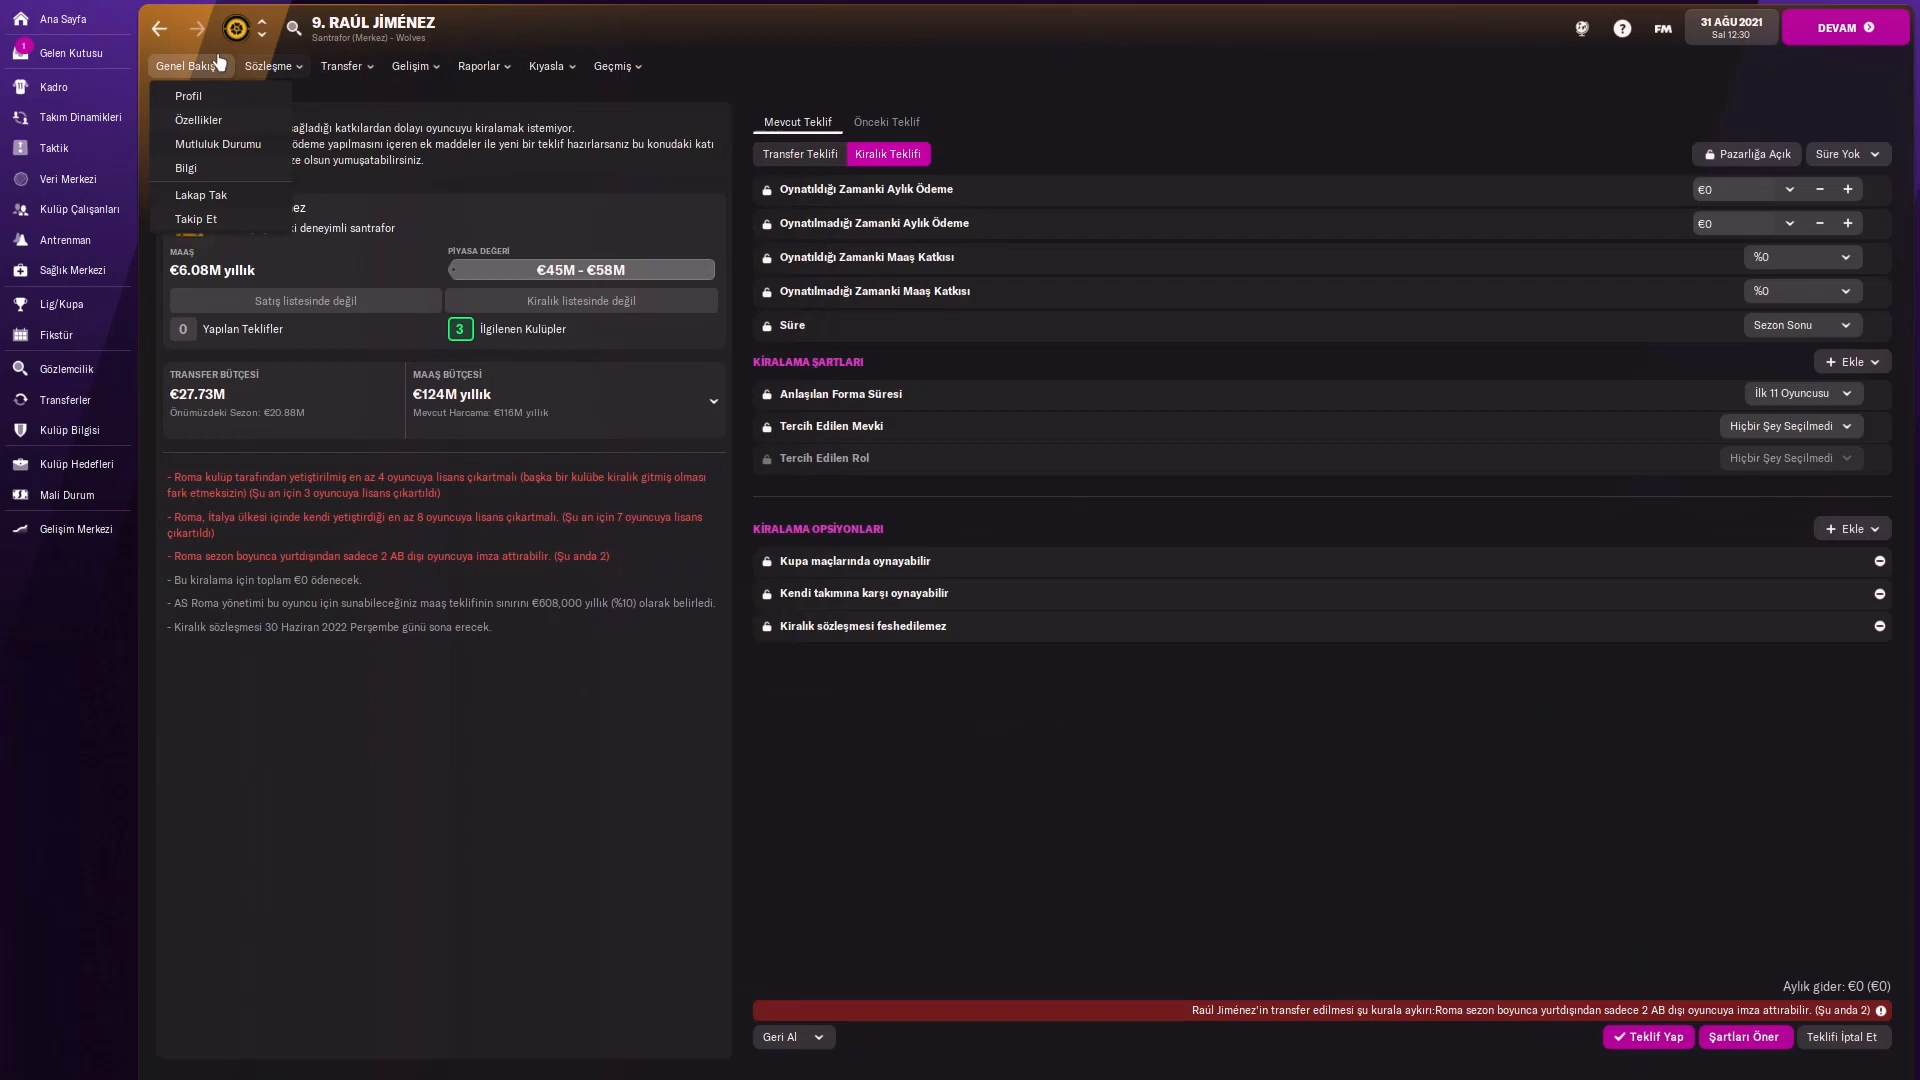 Ana Sayfa
1
Gelen Kutusu
Kadro
Takım Dinamikleri
Taktik
Veri Merkezi
Kulüp Çalışanları
Antrenman
Sağlık Merkezi
Lig/Kupa
Fikstür
Gözlemcilik
Transferler
Kulüp Bilgisi
Kulüp Hedefleri
Mali Durum
Gelişim Merkezi
9. RAÚL JİMÉNEZ
Santrafor (Merkez) - Wolves
FM
31 AĞU 2021
Sal 12:30
DEVAM
Genel Bakış
Sözleşme
Transfer
Gelişim
Raporlar
Kıyasla
Geçmiş
Profil
Özellikler
Mutluluk Durumu
Bilgi
Lakap Tak
Takip Et
sağladığı katkılardan dolayı oyuncuyu kiralamak istemiyor.
ödeme yapılmasını içeren ek maddeler ile yeni bir teklif hazırlarsanız bu konudaki katı
ze olsun yumuşatabilirsiniz.
ez
ki deneyimli santrafor
MAAŞ
€6.08M yıllık
PİYASA DEĞERİ
€45M - €58M
Satış listesinde değil
Kiralık listesinde değil
0 Yapılan Teklifler
3 İlgilenen Kulüpler
TRANSFER BÜTÇESİ
€27.73M
Önümüzdeki Sezon: €20.88M
MAAŞ BÜTÇESİ
€124M yıllık
Mevcut Harcama: €116M yıllık
- Roma kulüp tarafından yetiştirilmiş en az 4 oyuncuya lisans çıkartmalı (başka bir kulübe kiralık gitmiş olması
fark etmeksizin) (Şu an için 3 oyuncuya lisans çıkartıldı)
- Roma, İtalya ülkesi içinde kendi yetiştirdiği en az 8 oyuncuya lisans çıkartmalı. (Şu an için 7 oyuncuya lisans
çıkartıldı)
- Roma sezon boyunca yurtdışından sadece 2 AB dışı oyuncuya imza attırabilir. (Şu anda 2)
- Bu kiralama için toplam €0 ödenecek.
- AS Roma yönetimi bu oyuncu için sunabileceğiniz maaş teklifinin sınırını €608,000 yıllık (%10) olarak belirledi.
- Kiralık sözleşmesi 30 Haziran 2022 Perşembe günü sona erecek.
Mevcut Teklif
Önceki Teklif
Transfer Teklifi
Kiralık Teklifi
Pazarlığa Açık
Süre Yok
Oynatıldığı Zamanki Aylık Ödeme
€0
Oynatılmadığı Zamanki Aylık Ödeme
€0
Oynatıldığı Zamanki Maaş Katkısı
%0
Oynatılmadığı Zamanki Maaş Katkısı
%0
Süre
Sezon Sonu
KİRALAMA ŞARTLARI
Ekle
Anlaşılan Forma Süresi
İlk 11 Oyuncusu
Tercih Edilen Mevki
Hiçbir Şey Seçilmedi
Tercih Edilen Rol
Hiçbir Şey Seçilmedi
KİRALAMA OPSİYONLARI
Ekle
Kupa maçlarında oynayabilir
Kendi takımına karşı oynayabilir
Kiralık sözleşmesi feshedilemez
Aylık gider: €0 (€0)
Raúl Jiménez'in transfer edilmesi şu kurala aykırı:Roma sezon boyunca yurtdışından sadece 2 AB dışı oyuncuya imza attırabilir. (Şu anda 2)
Geri Al
Teklif Yap
Şartları Öner
Teklifi İptal Et